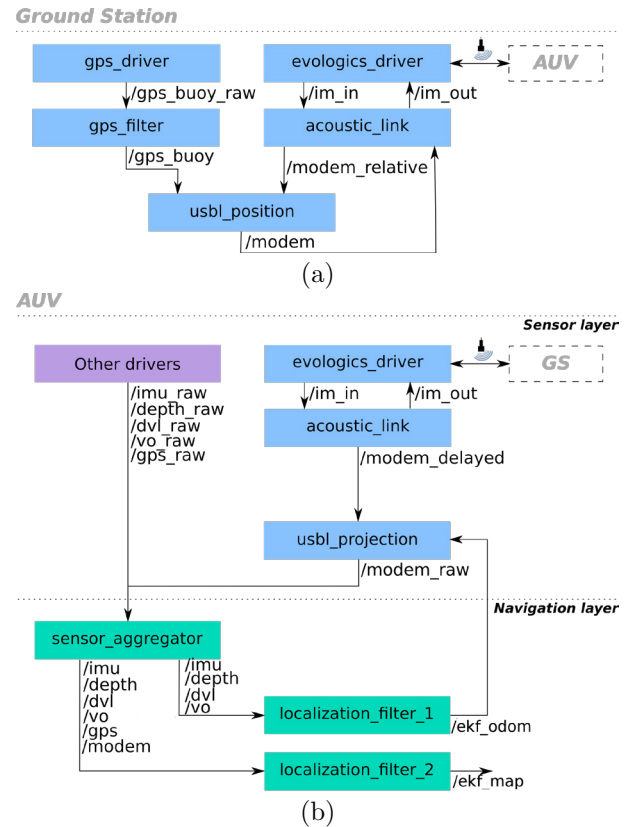 Ground Station
gps_driver
evologics_driver
AUV
/gps_buoy_raw
/im_in
/im_out
gps_filter
acoustic_link
/gps_buoy
/modem_relative
usbl_position
/modem
(a)
AUV
Sensor layer
Other drivers
evologics_driver
GS
/imu_raw
/depth_raw
/dvl_raw
/vo_raw
/gps_raw
/im_in
/im_out
acoustic_link
/modem_delayed
usbl_projection
/modem_raw
Navigation layer
sensor_aggregator
/imu
/depth
/dvl
/vo
/gps
/modem
/imu
/depth
/dvl
/vo
localization_filter_1
/ekf_odom
localization_filter_2
/ekf_map
(b)